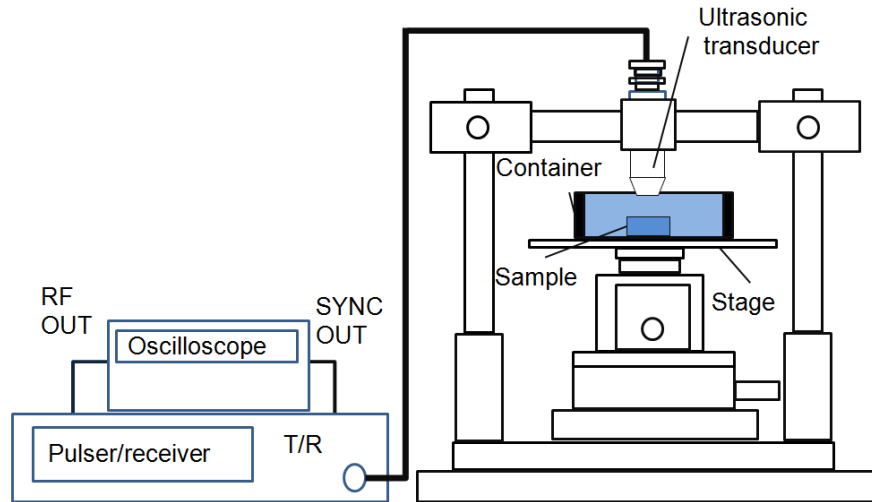 Ultrasonic
transducer
Container
Sample
Stage
RF
OUT
SYNC
OUT
Oscilloscope
Pulser/receiver
T/R